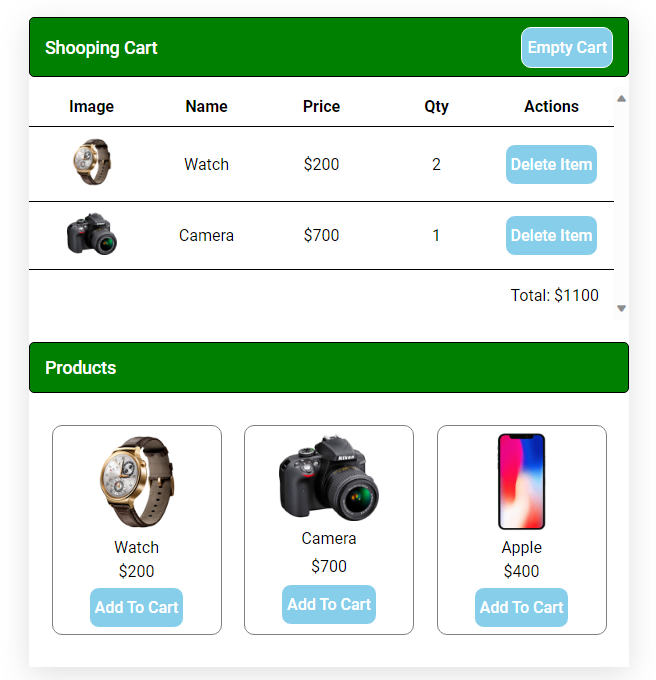 Shooping Cart Empty Cart
Image Name Price Qty Actions
Watch $200 2 Delete Item
Camera $700 1 Delete Item
Total: $1100
Products
Nikon
Watch Camera Apple
$200 $700 $400
Add To Cart Add To Cart Add To Cart